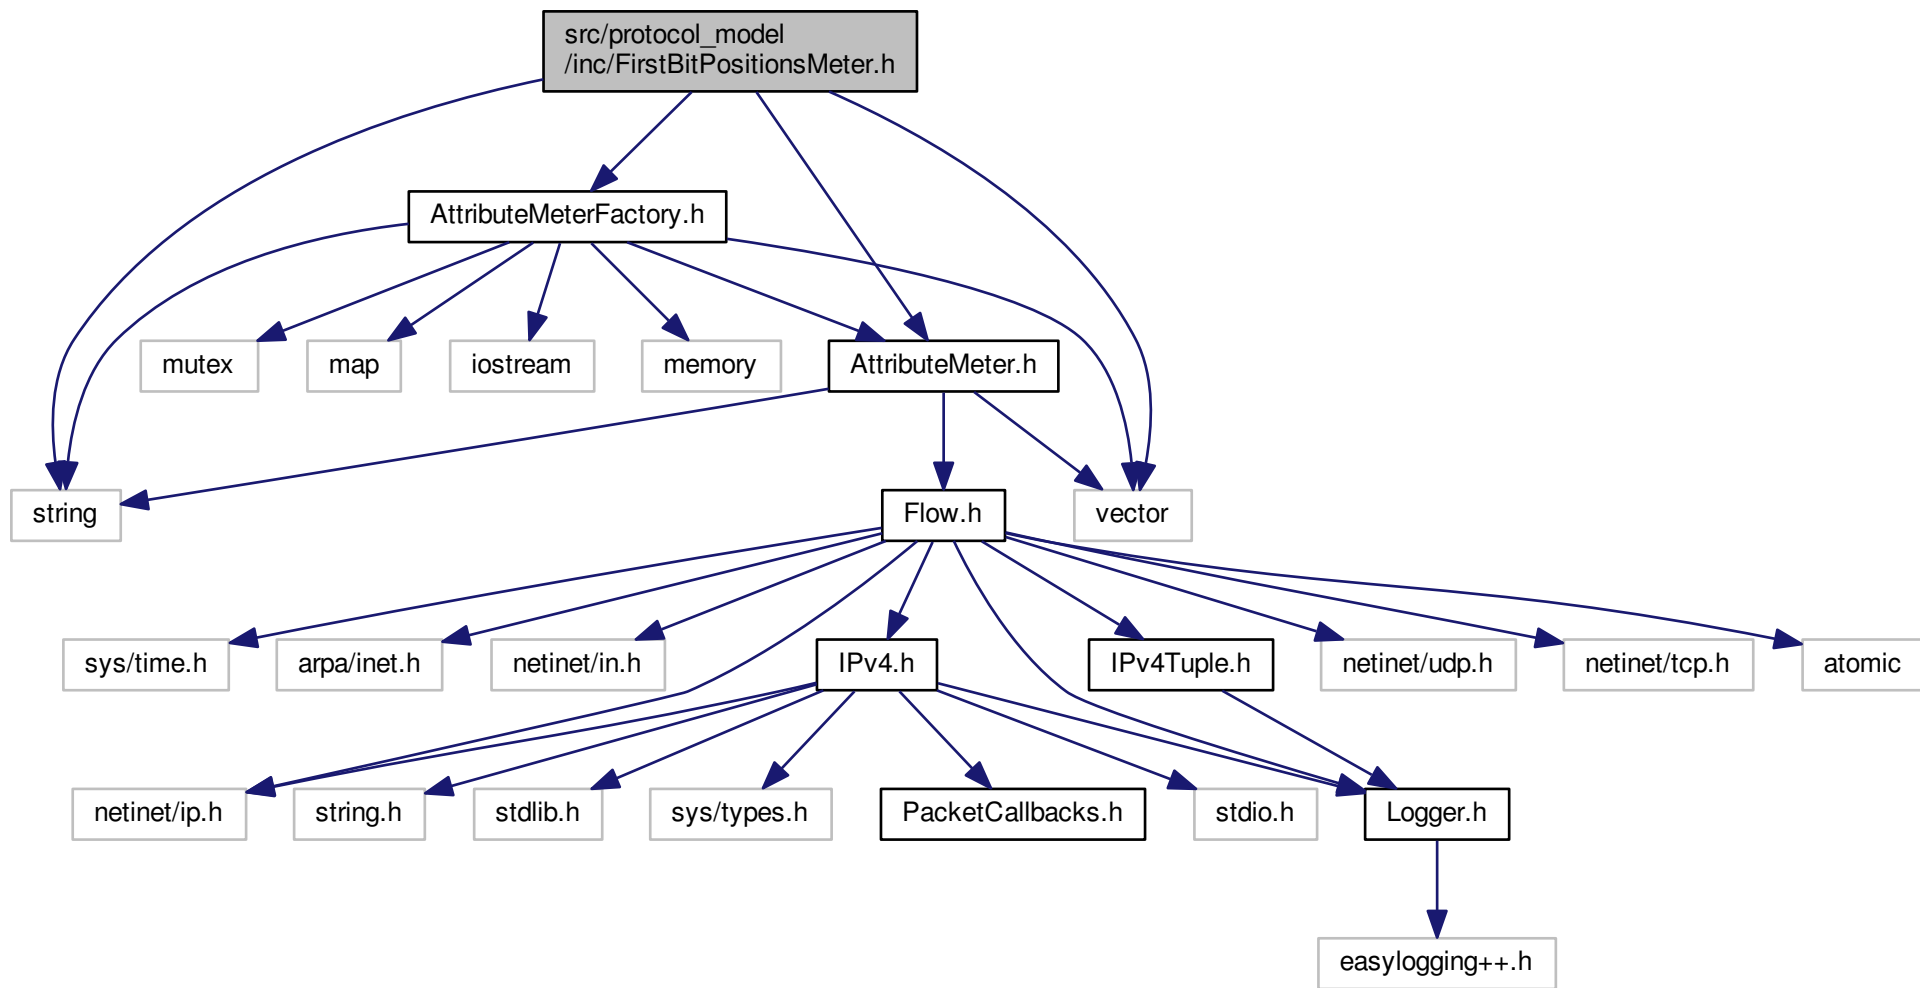 src/protocol_model
/inc/FirstBitPositionsMeter.h
AttributeMeterFactory.h
mutex
map
iostream
memory
AttributeMeter.h
string
Flow.h
vector
sys/time.h
arpa/inet.h
netinet/in.h
IPv4.h
IPv4Tuple.h
netinet/udp.h
netinet/tcp.h
atomic
netinet/ip.h
string.h
stdlib.h
sys/types.h
PacketCallbacks.h
stdio.h
Logger.h
easylogging++.h